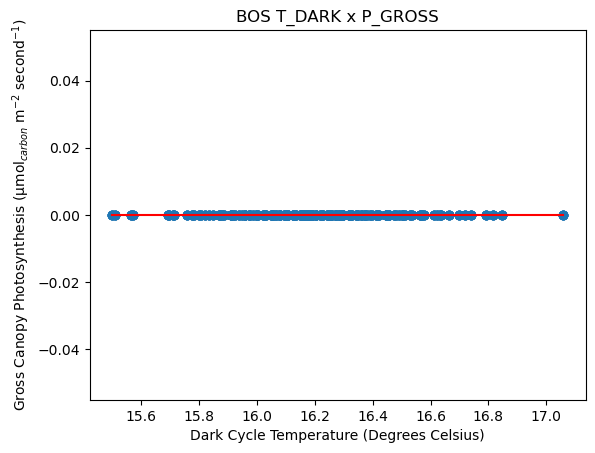 BOS T_DARK x P_GROSS
Gross Canopy Photosynthesis (µmol_carbon m⁻² second⁻¹)
0.04
0.02
0.00
−0.02
−0.04
15.6 15.8 16.0 16.2 16.4 16.6 16.8 17.0
Dark Cycle Temperature (Degrees Celsius)